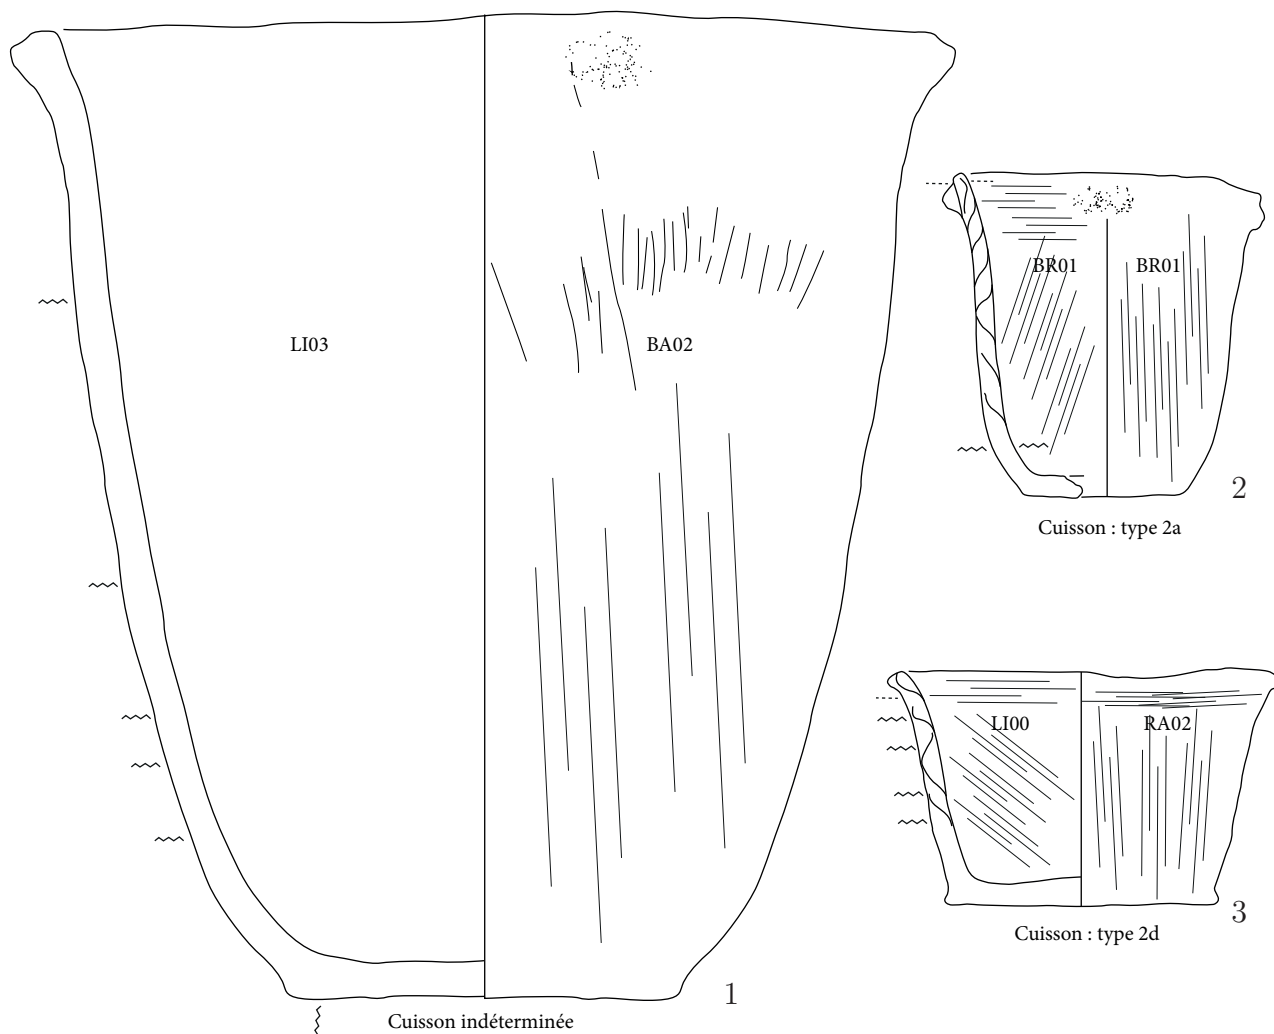 LI03
BA02
1
Cuisson indéterminée
BR01
BR01
2
Cuisson : type 2a
LI00
RA02
3
Cuisson : type 2d